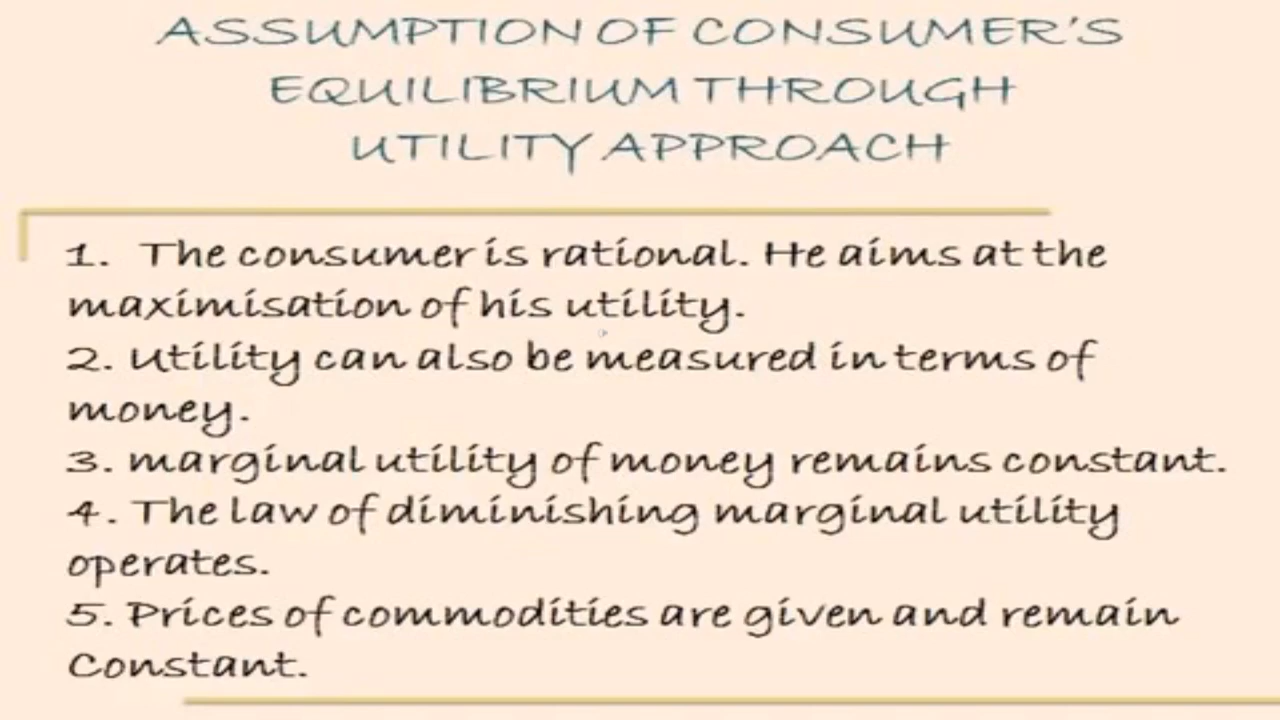 ASSUMPTION OF CONSUMER'S
EQUILIBRIUM THROUGH
UTILITY APPROACH
1. The consumer is rational. He aims at the
maximisation of his utility.
2. Utility can also be measured in terms of
money.
3. marginal utility of money remains constant.
4. The law of diminishing marginal utility
operates.
5. Prices of commodities are given and remain
Constant.